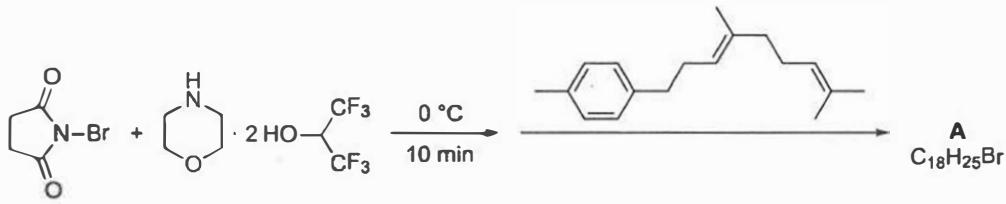 O
N–Br
O
+
H
N
O
· 2 HO
CF₃
CF₃
0 °C
10 min
A
C₁₈H₂₅Br